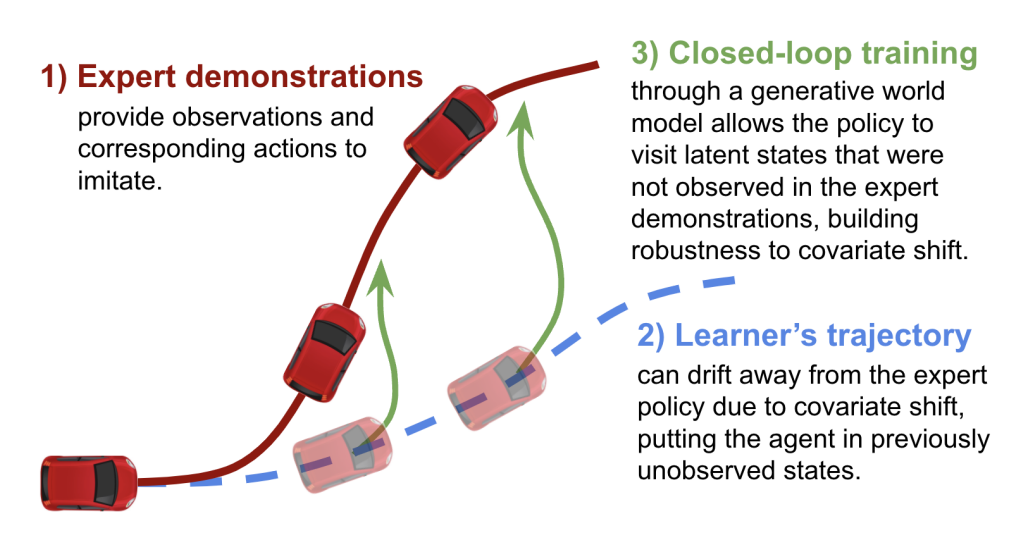 1) Expert demonstrations
provide observations and
corresponding actions to
imitate.
3) Closed-loop training
through a generative world
model allows the policy to
visit latent states that were
not observed in the expert
demonstrations, building
robustness to covariate shift.
2) Learner’s trajectory
can drift away from the expert
policy due to covariate shift,
putting the agent in previously
unobserved states.